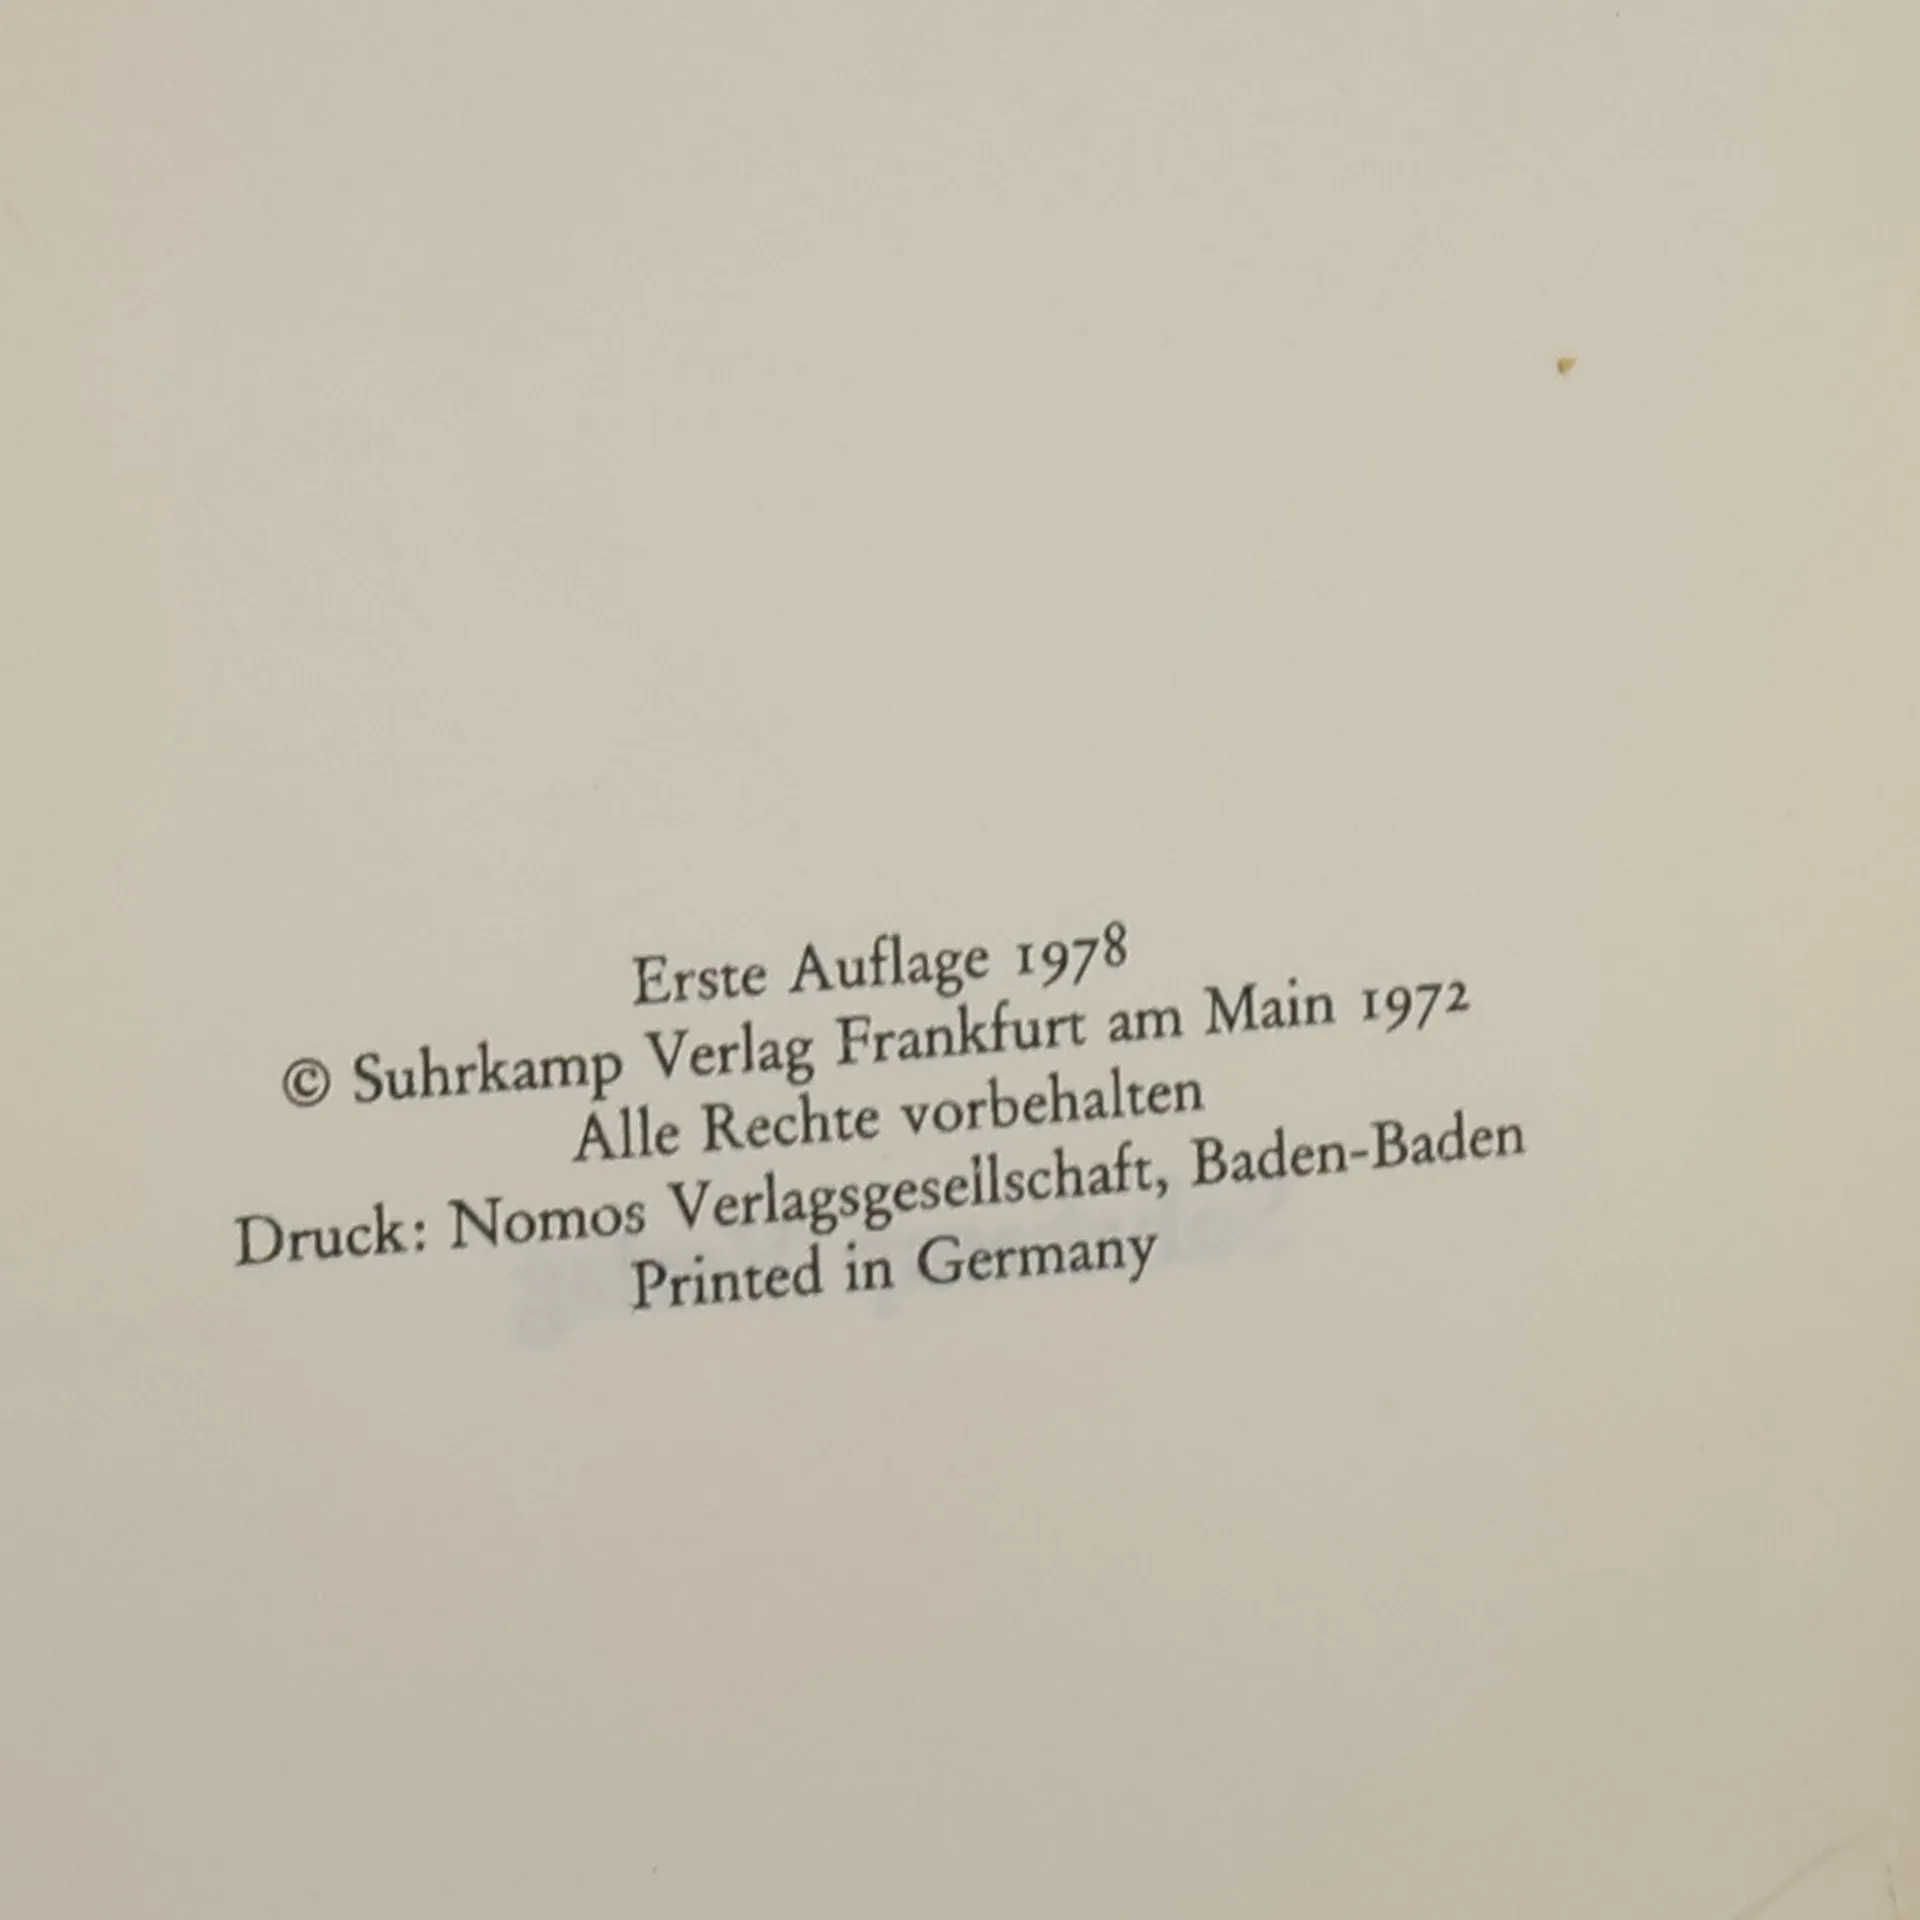 Erste Auflage 1978
© Suhrkamp Verlag Frankfurt am Main 1972
Alle Rechte vorbehalten
Druck: Nomos Verlagsgesellschaft, Baden-Baden
Printed in Germany